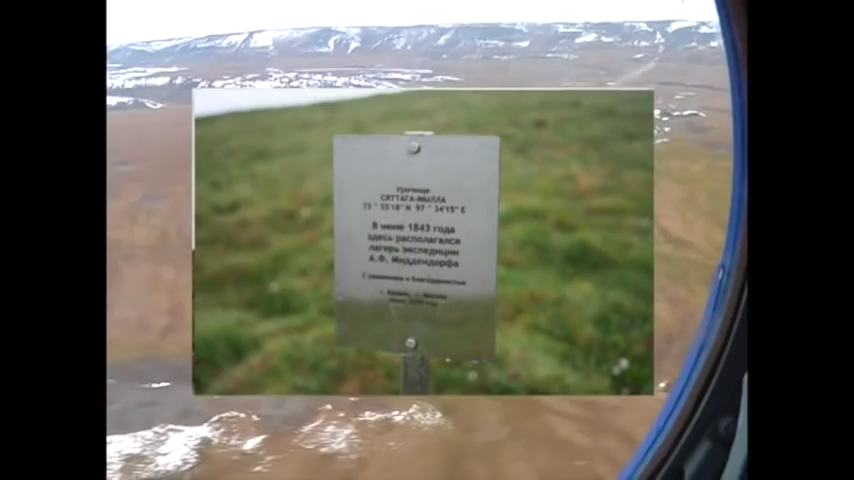 Урочище
СЯТТАГА-МЫЛЛА
73 ° 55'18" N 97 ° 34'15" E
В июне 1843 года
здесь располагался
лагерь экспедиции
А.Ф. Миддендорфа
С уважением и благодарностью
г. Москва